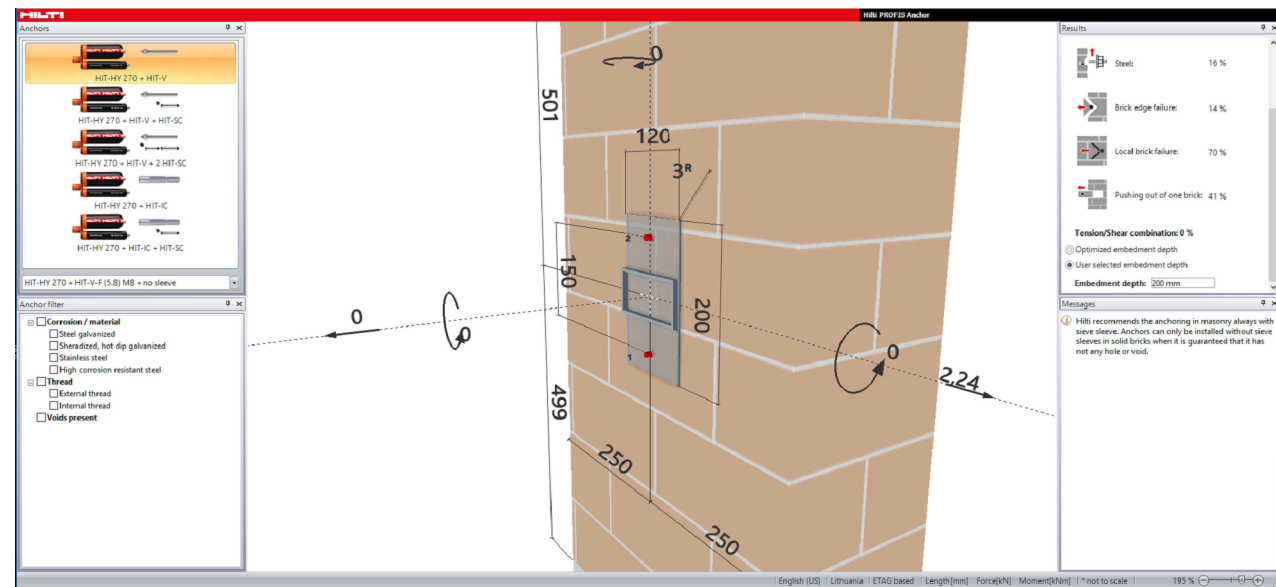 HILTI
Hilti PROFIS Anchor
Anchors
HIT-HY 270 + HIT-V
HIT-HY 270 + HIT-V + HIT-SC
HIT-HY 270 + HIT-V + 2 HIT-SC
HIT-HY 270 + HIT-IC
HIT-HY 270 + HIT-IC + HIT-SC
HIT-HY 270 + HIT-V-F (5.8) M8 + no sleeve
Anchor filter
Corrosion / material
Steel galvanized
Sheradized, hot dip galvanized
Stainless steel
High corrosion resistant steel
Thread
External thread
Internal thread
Voids present
0
501
120
3R
2
150
200
0
0
1
0
2,24
499
250
250
Results
Steel: 16 %
Brick edge failure: 14 %
Local brick failure: 70 %
Pushing out of one brick: 41 %
Tension/Shear combination: 0 %
Optimized embedment depth
User selected embedment depth
Embedment depth: 200 mm
Messages
Hilti recommends the anchoring in masonry always with
sieve sleeve. Anchors can only be installed without sieve
sleeves in solid bricks when it is guaranteed that it has
not any hole or void.
English (US) Lithuania ETAG based Length[mm] Force[kN] Moment[kNm] * not to scale 195 %